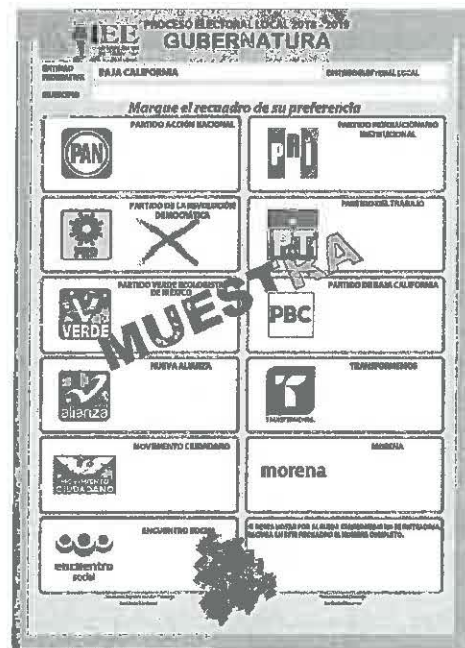 IEE
PROCESO ELECTORAL LOCAL 2018 - 2019
GUBERNATURA
ENTIDAD FEDERATIVA
BAJA CALIFORNIA
DISTRITO ELECTORAL LOCAL
MUNICIPIO
Marque el recuadro de su preferencia
PARTIDO ACCIÓN NACIONAL
PAN
PARTIDO REVOLUCIONARIO
INSTITUCIONAL
PRI
PARTIDO DE LA REVOLUCIÓN
DEMOCRÁTICA
PRD
PARTIDO DEL TRABAJO
PT
PARTIDO VERDE ECOLOGISTA
DE MÉXICO
VERDE
PARTIDO DE BAJA CALIFORNIA
PBC
MUESTRA
NUEVA ALIANZA
alianza
TRANSFORMEMOS
T
MOVIMIENTO CIUDADANO
MOVIMIENTO
CIUDADANO
MORENA
morena
ENCUENTRO SOCIAL
encuentro
social